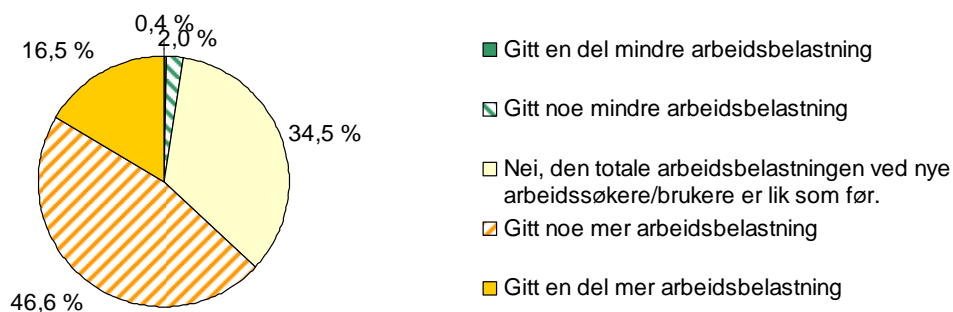 0,4 %
2,0 %
16,5 %
34,5 %
46,6 %
Gitt en del mindre arbeidsbelastning
Gitt noe mindre arbeidsbelastning
Nei, den totale arbeidsbelastningen ved nye
arbeidssøkere/brukere er lik som før.
Gitt noe mer arbeidsbelastning
Gitt en del mer arbeidsbelastning